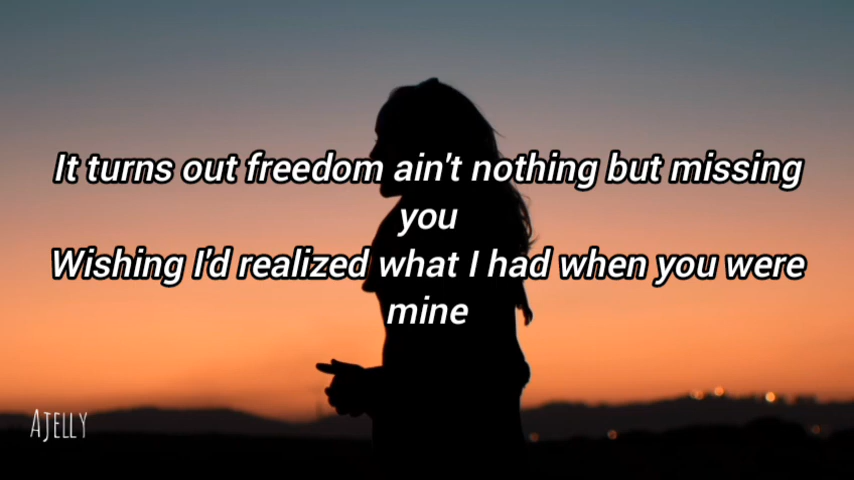 It turns out freedom ain't nothing but missing
you
Wishing I'd realized what I had when you were
mine
AJELLY